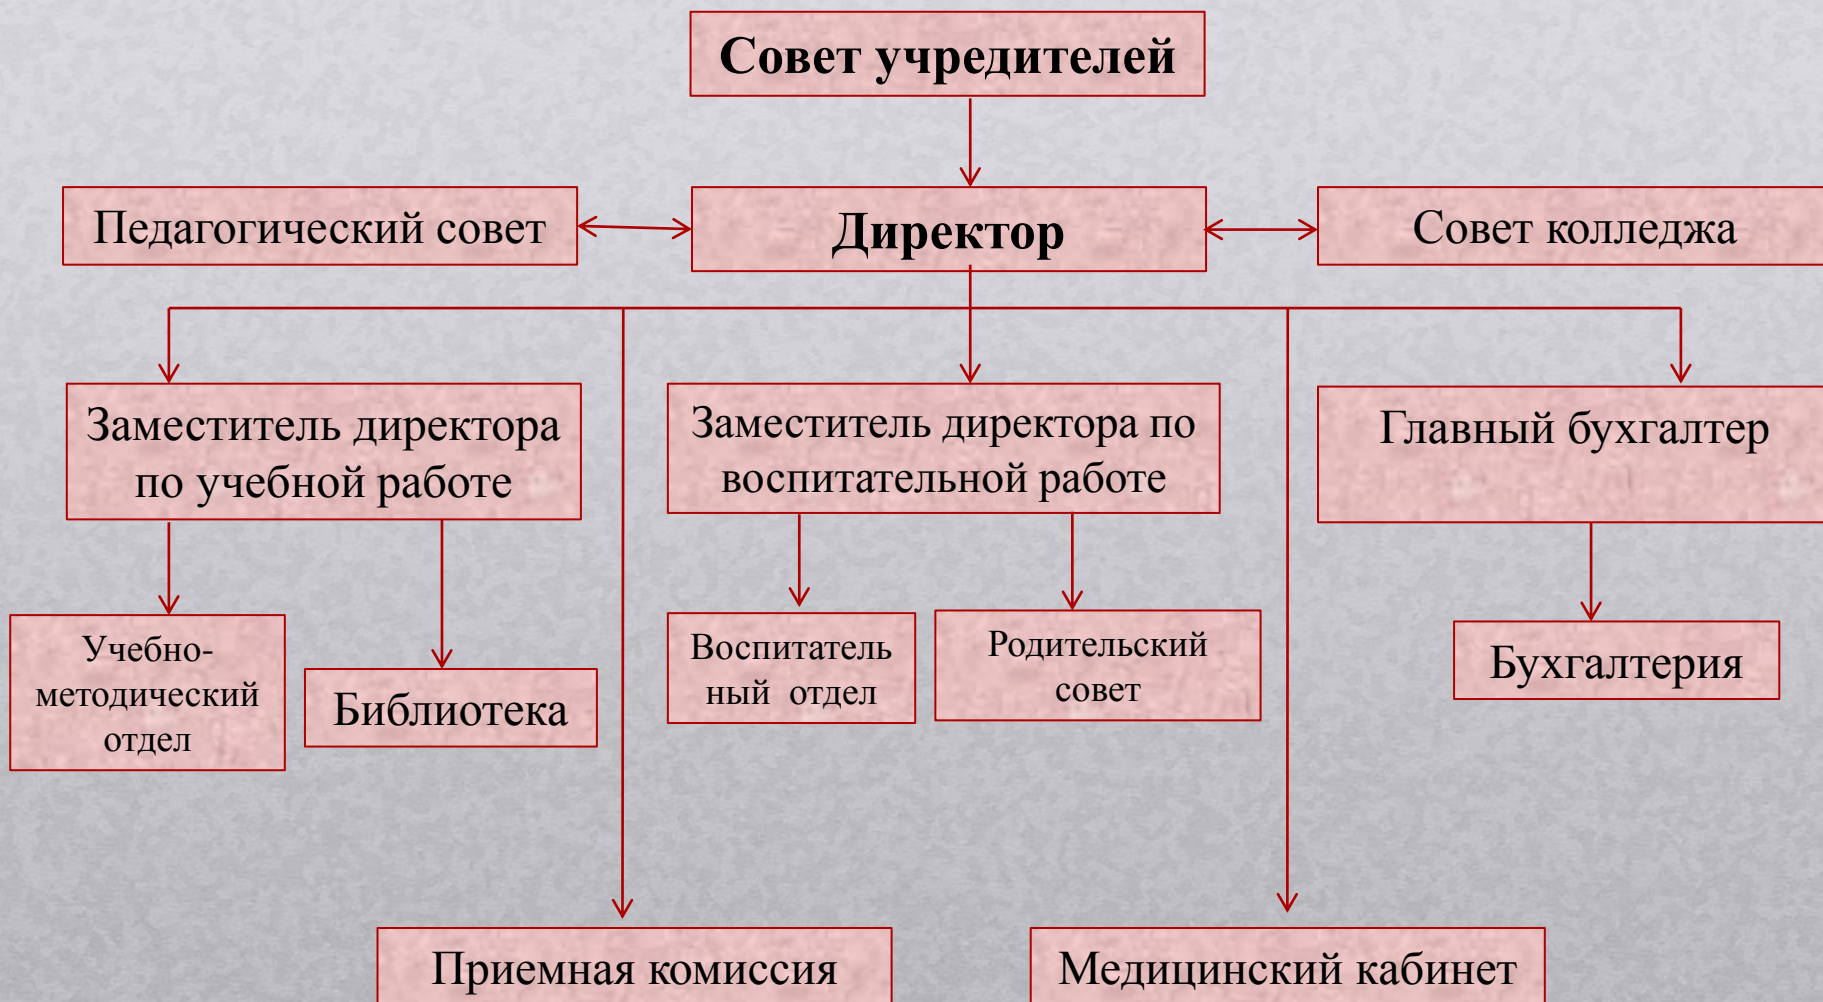 Совет учредителей
Педагогический совет
Директор
Совет колледжа
Заместитель директора
по учебной работе
Заместитель директора по
воспитательной работе
Главный бухгалтер
Учебно-
методический
отдел
Библиотека
Воспитатель
ный отдел
Родительский
совет
Бухгалтерия
Приемная комиссия
Медицинский кабинет